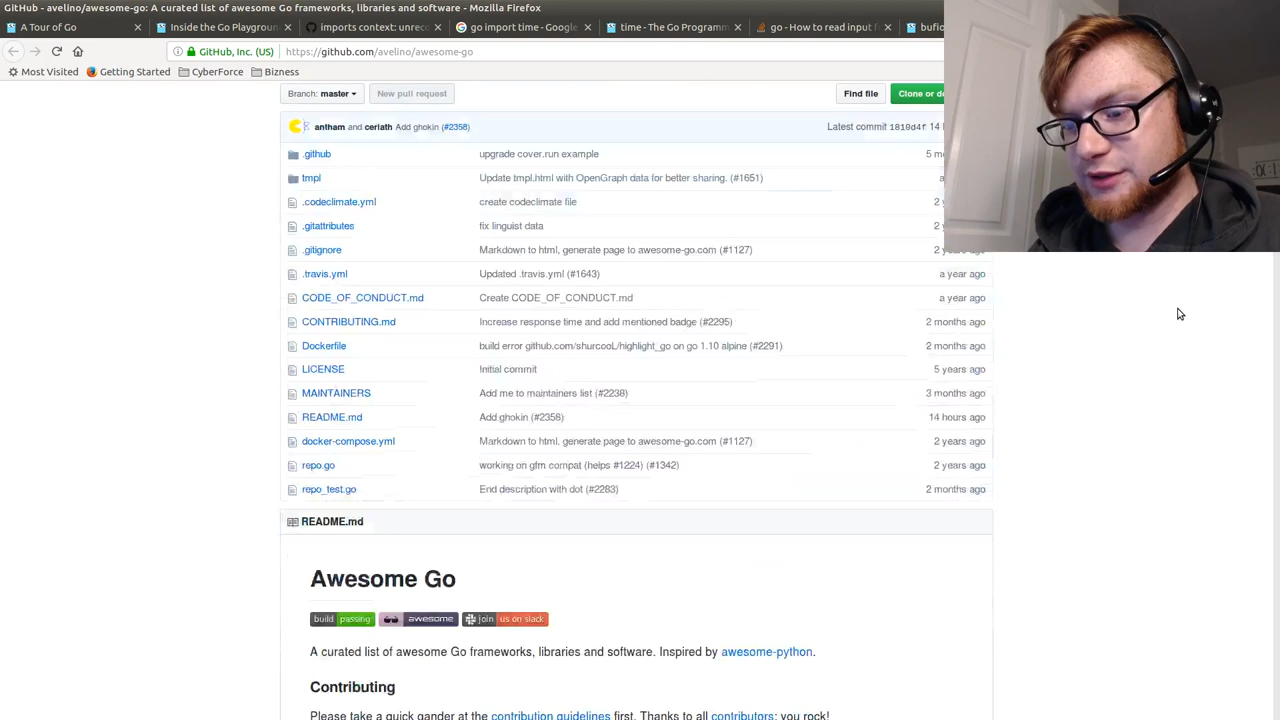 GitHub - avelino/awesome-go: A curated list of awesome Go frameworks, libraries and software - Mozilla Firefox
A Tour of Go
Inside the Go Playground
imports context: unrec
go import time - Google
time - The Go Programm
go - How to read input f
bufio
GitHub, Inc. (US)
https://github.com/avelino/awesome-go
Most Visited
Getting Started
CyberForce
Bizness
Branch: master
New pull request
Find file
Clone or d
antham and ceriath Add ghokin (#2358)
Latest commit 1810d4f 14
.github
upgrade cover.run example
5
tmpl
Update tmpl.html with OpenGraph data for better sharing. (#1651)
a
.codeclimate.yml
create codeclimate file
2
.gitattributes
fix linguist data
2
.gitignore
Markdown to html, generate page to awesome-go.com (#1127)
2 years ago
.travis.yml
Updated .travis.yml (#1643)
a year ago
CODE_OF_CONDUCT.md
Create CODE_OF_CONDUCT.md
a year ago
CONTRIBUTING.md
Increase response time and add mentioned badge (#2295)
2 months ago
Dockerfile
build error github.com/shurcooL/highlight_go on go 1.10 alpine (#2291)
2 months ago
LICENSE
Initial commit
5 years ago
MAINTAINERS
Add me to maintainers list (#2238)
3 months ago
README.md
Add ghokin (#2358)
14 hours ago
docker-compose.yml
Markdown to html, generate page to awesome-go.com (#1127)
2 years ago
repo.go
working on gfm compat (helps #1224) (#1342)
2 years ago
repo_test.go
End description with dot (#2283)
2 months ago
README.md
Awesome Go
build passing
awesome
join us on slack
A curated list of awesome Go frameworks, libraries and software. Inspired by awesome-python.
Contributing
Please take a quick gander at the contribution guidelines first. Thanks to all contributors; you rock!